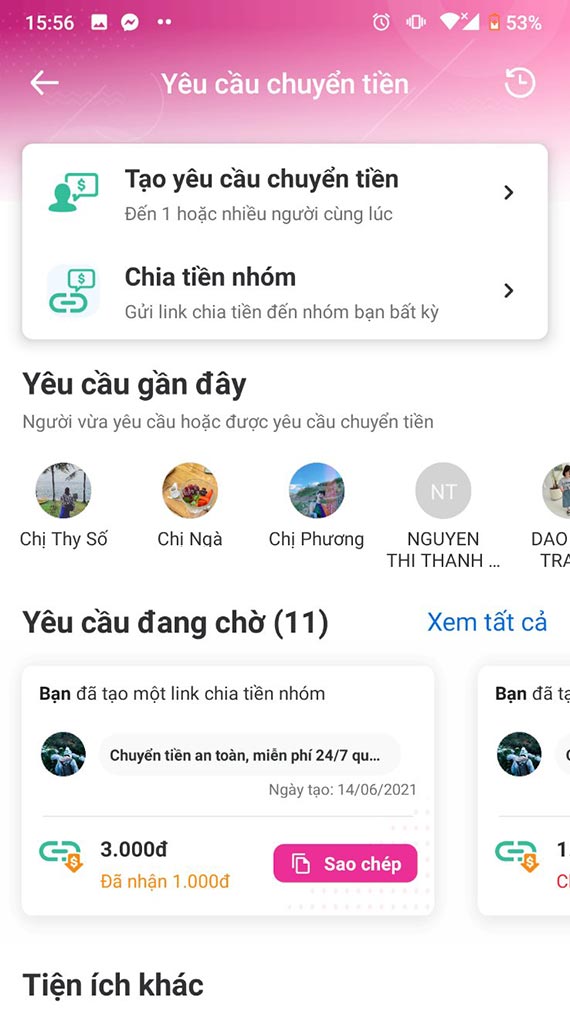 15:56
53%
Yêu cầu chuyển tiền
Tạo yêu cầu chuyển tiền
Đến 1 hoặc nhiều người cùng lúc
Chia tiền nhóm
Gửi link chia tiền đến nhóm bạn bất kỳ
Yêu cầu gần đây
Người vừa yêu cầu hoặc được yêu cầu chuyển tiền
NT
Chị Thy Số
Chị Ngà
Chị Phương
NGUYEN
THI THANH ...
DAO
TRA
Yêu cầu đang chờ (11)
Xem tất cả
Bạn đã tạo một link chia tiền nhóm
Chuyển tiền an toàn, miễn phí 24/7 qu...
Ngày tạo: 14/06/2021
3.000đ
Đã nhận 1.000đ
Sao chép
Bạn đã tạ
1.
Tiện ích khác